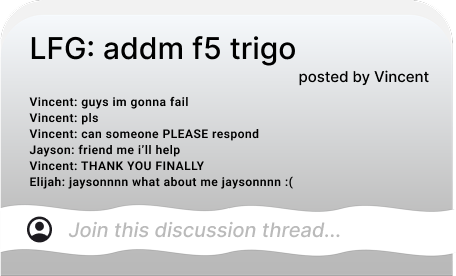 LFG: addm f5 trigo
posted by Vincent
Vincent: guys im gonna fail
Vincent: pls
Vincent: can someone PLEASE respond
Jayson: friend me i'll help
Vincent: THANK YOU FINALLY
Elijah: jaysonnnn what about me jaysonnnn :(
Join this discussion thread...